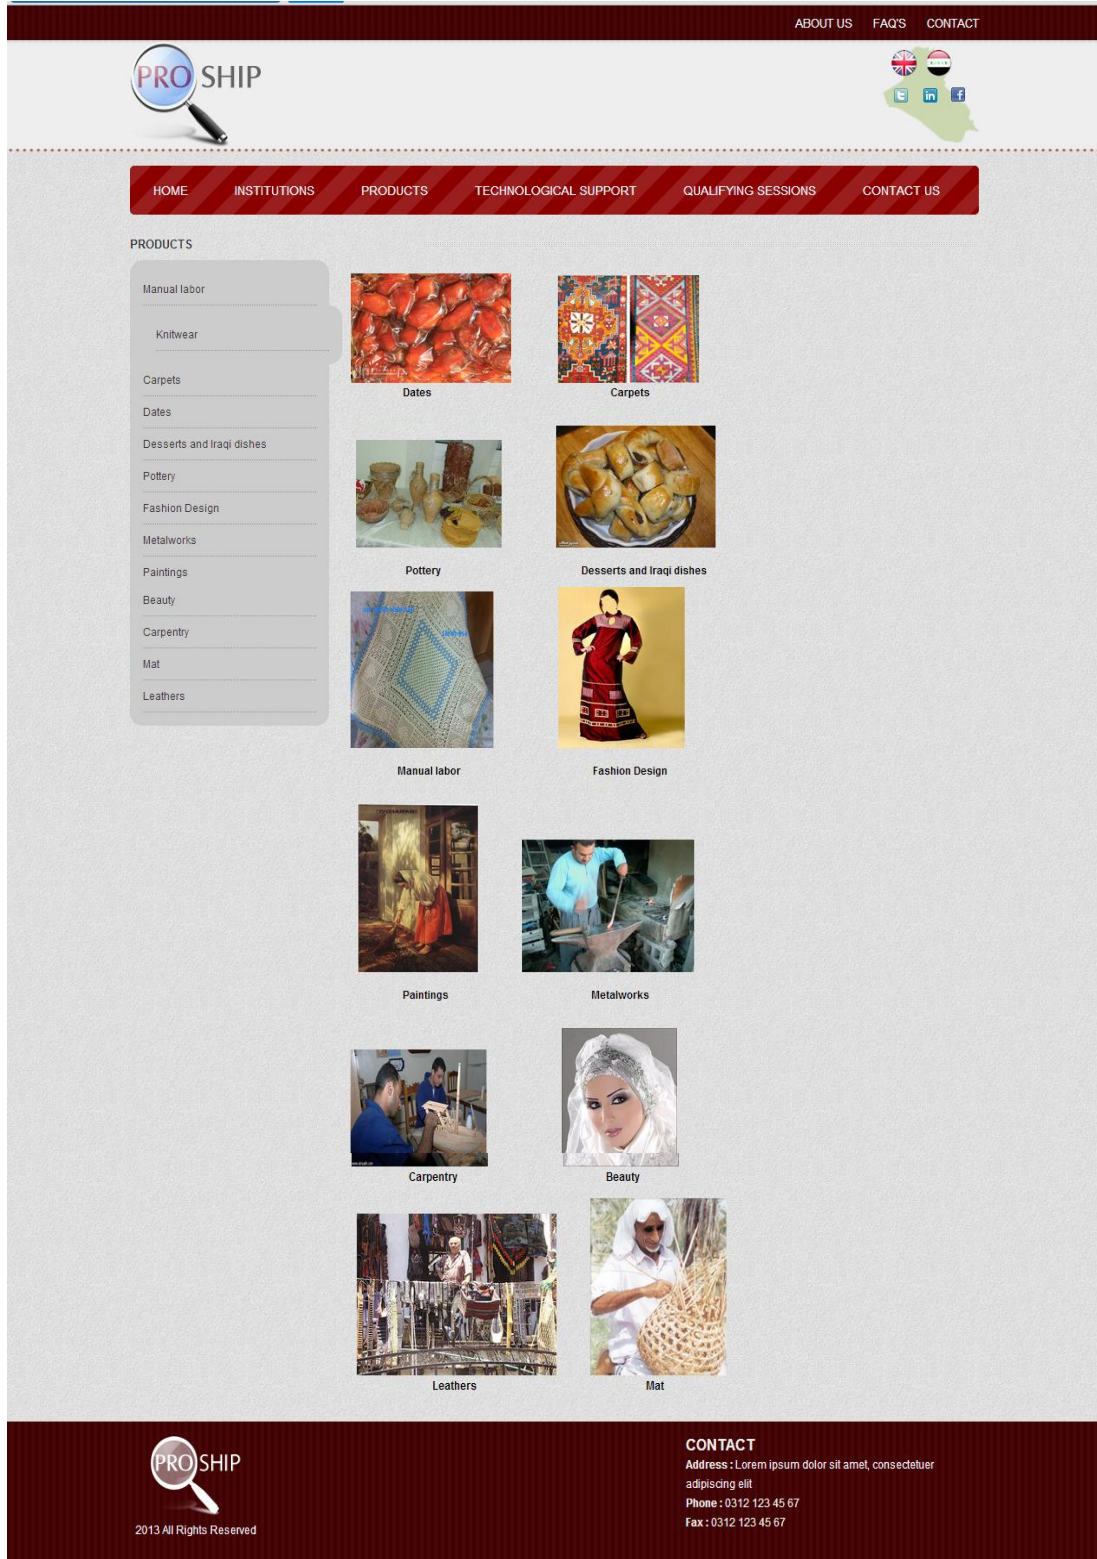 ABOUT US FAQ'S CONTACT
PRO SHIP
HOME INSTITUTIONS PRODUCTS TECHNOLOGICAL SUPPORT QUALIFYING SESSIONS CONTACT US
PRODUCTS
Manual labor
Knitwear
Carpets
Dates
Desserts and Iraqi dishes
Pottery
Fashion Design
Metalworks
Paintings
Beauty
Carpentry
Mat
Leathers
Dates
Carpets
Pottery
Desserts and Iraqi dishes
Manual labor
Fashion Design
Paintings
Metalworks
Carpentry
Beauty
Leathers
Mat
PRO SHIP
2013 All Rights Reserved
CONTACT
Address : Lorem ipsum dolor sit amet, consectetuer
adipiscing elit
Phone : 0312 123 45 67
Fax : 0312 123 45 67